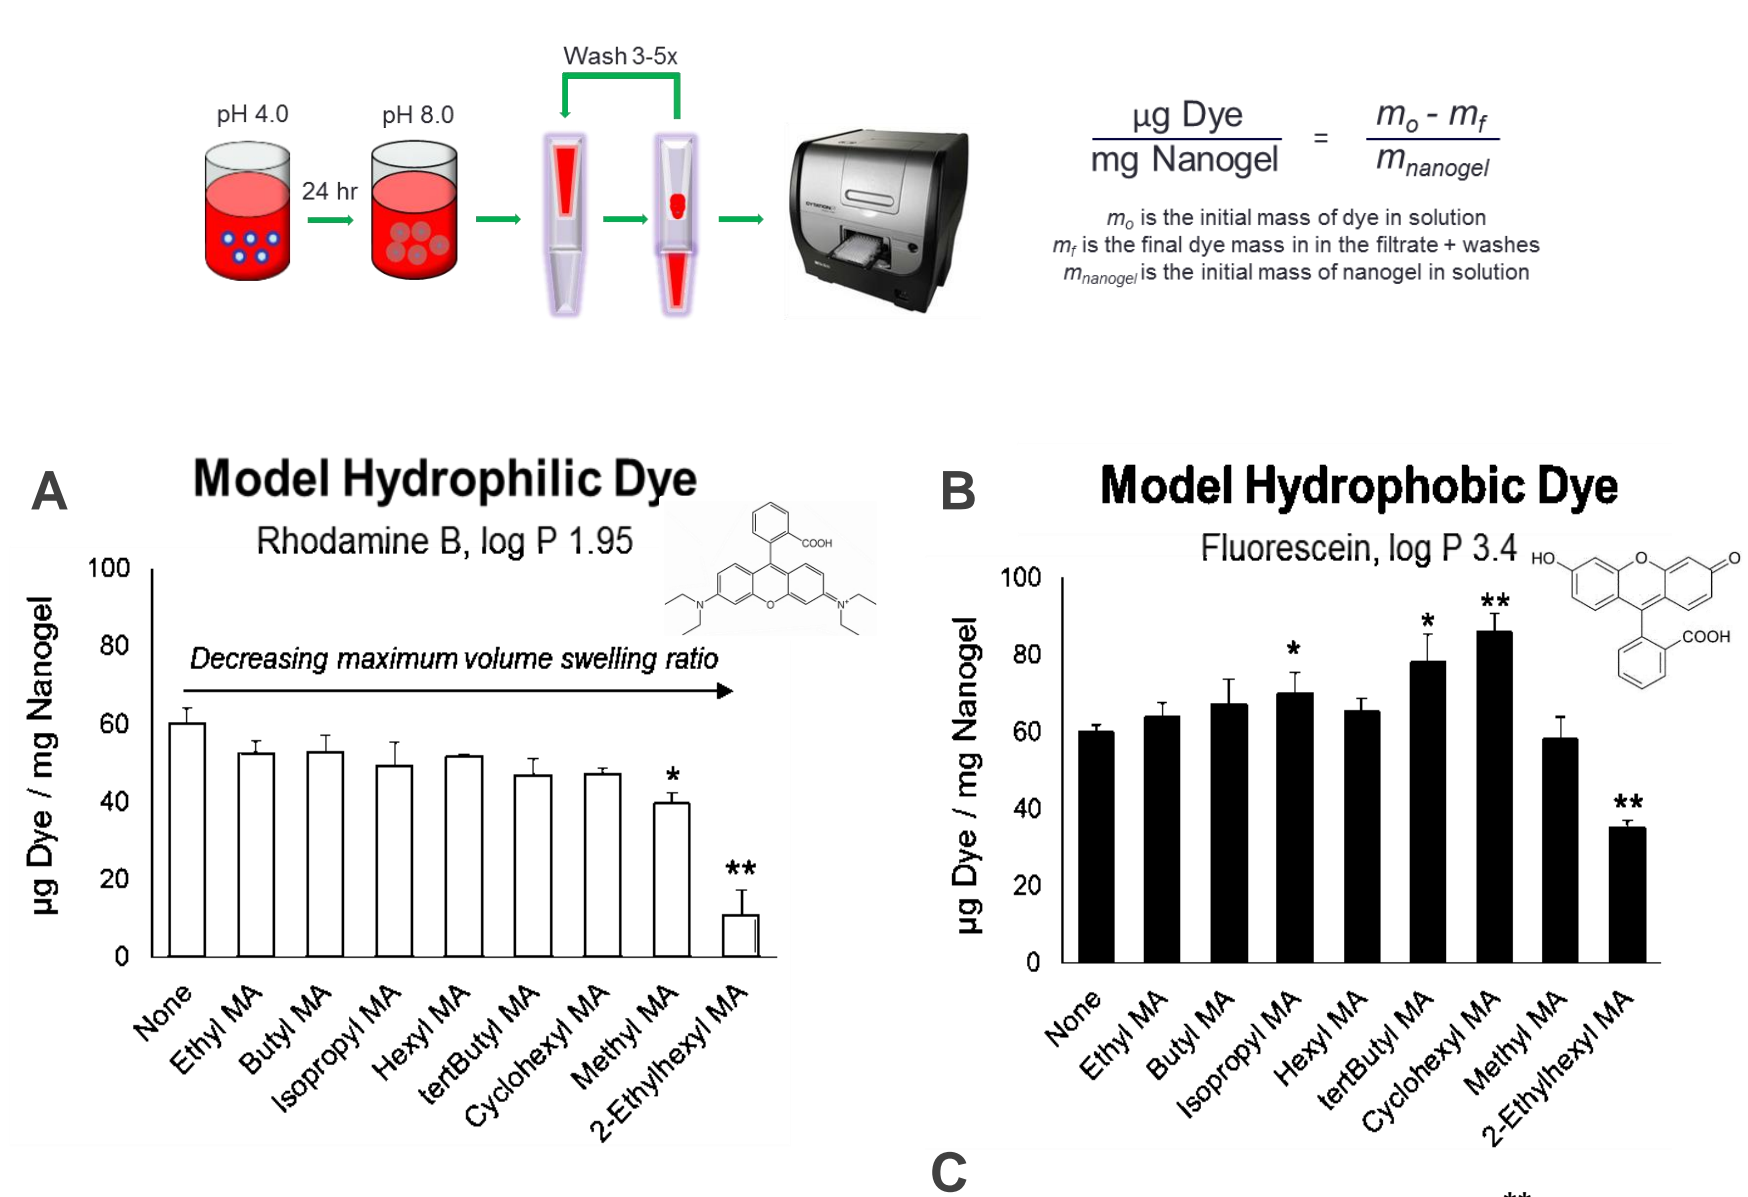 Wash 3-5x
pH 4.0
pH 8.0
24 hr
µg Dye
mg Nanogel
=
mo - mf
mnanogel
mo is the initial mass of dye in solution
mf is the final dye mass in in the filtrate + washes
mnanogel is the initial mass of nanogel in solution
A
Model Hydrophilic Dye
Rhodamine B, log P 1.95
COOH
N
O
N+
Decreasing maximum volume swelling ratio
µg Dye / mg Nanogel
100
80
60
40
20
0
*
**
None
Ethyl MA
Butyl MA
Isopropyl MA
Hexyl MA
tertButyl MA
Cyclohexyl MA
Methyl MA
2-Ethylhexyl MA
B
Model Hydrophobic Dye
Fluorescein, log P 3.4
HO
O
O
COOH
µg Dye / mg Nanogel
100
80
60
40
20
0
*
*
**
**
None
Ethyl MA
Butyl MA
Isopropyl MA
Hexyl MA
tertButyl MA
Cyclohexyl MA
Methyl MA
2-Ethylhexyl MA
C
**